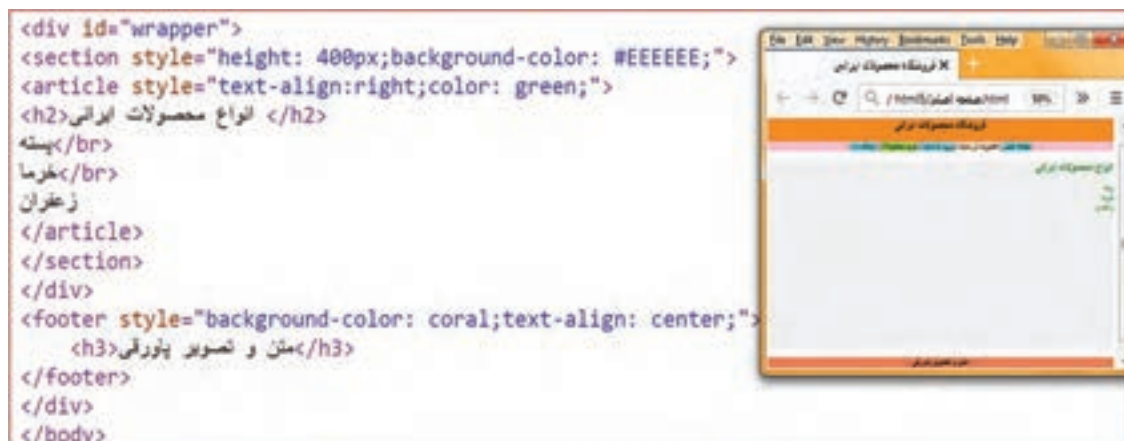 <div id="wrapper">
<section style="height: 400px;background-color: #EEEEEE;">
<article style="text-align:right;color: green;">
<h2>انواع محصولات ایرانی </h2>
پسته</br>
خرما</br>
زعفران
</article>
</section>
</div>
<footer style="background-color: coral;text-align: center;">
<h3>متن و تصویر پاورقی</h3>
</footer>
</div>
</body>
File Edit View History Bookmarks Tools Help
فروشگاه محصولات ایرانی
فروشگاه محصولات ایرانی
انواع محصولات ایرانی